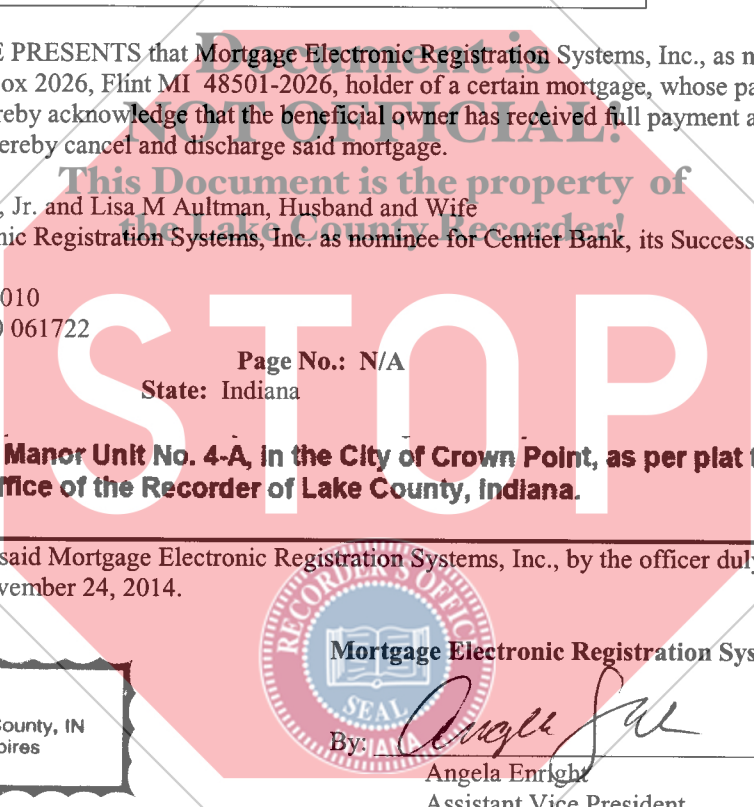 Document is
E PRESENTS that Mortgage Electronic Registration Systems, Inc., as n
ox 2026, Flint MI 48501-2026, holder of a certain mortgage, whose pa
reby acknowledge that the beneficial owner has received full payment a
NOT OFFICIAL!
ereby cancel and discharge said mortgage.
This Document is the property of
, Jr. and Lisa M Aultman, Husband and Wife
the Lake County Recorder!
nic Registration Systems, Inc. as nominee for Centier Bank, its Success
010
061722
STOP
Page No.: N/A
State: Indiana
Manor Unit No. 4-A, in the City of Crown Point, as per plat t
ffice of the Recorder of Lake County, Indiana.
said Mortgage Electronic Registration Systems, Inc., by the officer duly
vember 24, 2014.
RECORDER'S OFFIC
SEAL
Mortgage Electronic Registration Sys
ounty, IN
pires
By: Angela
Angela Enright
Assistant Vice President